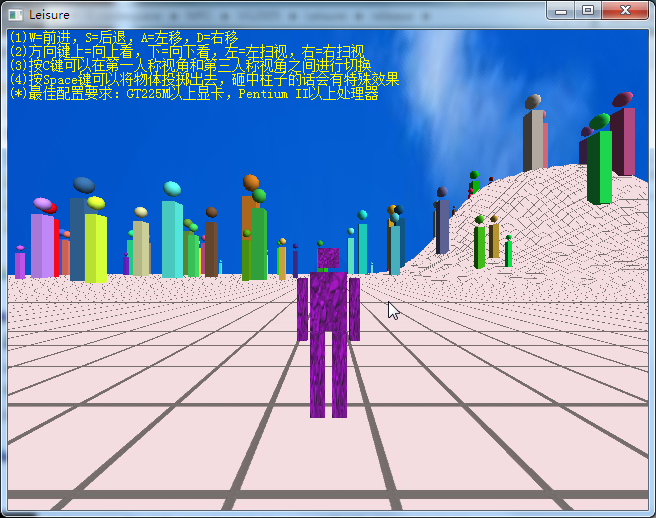 Leisure
(1)W=前进，S=后退，A=左移，D=右移
(2)方向键上=向上看，下=向下看，左=左扫视，右=右扫视
(3)按C键可以在第一人称视角和第三人称视角之间进行切换
(4)按Space键可以将物体投掷出去，砸中柱子的话会有特殊效果
(*)最佳配置要求：GT225M以上显卡，Pentium II以上处理器